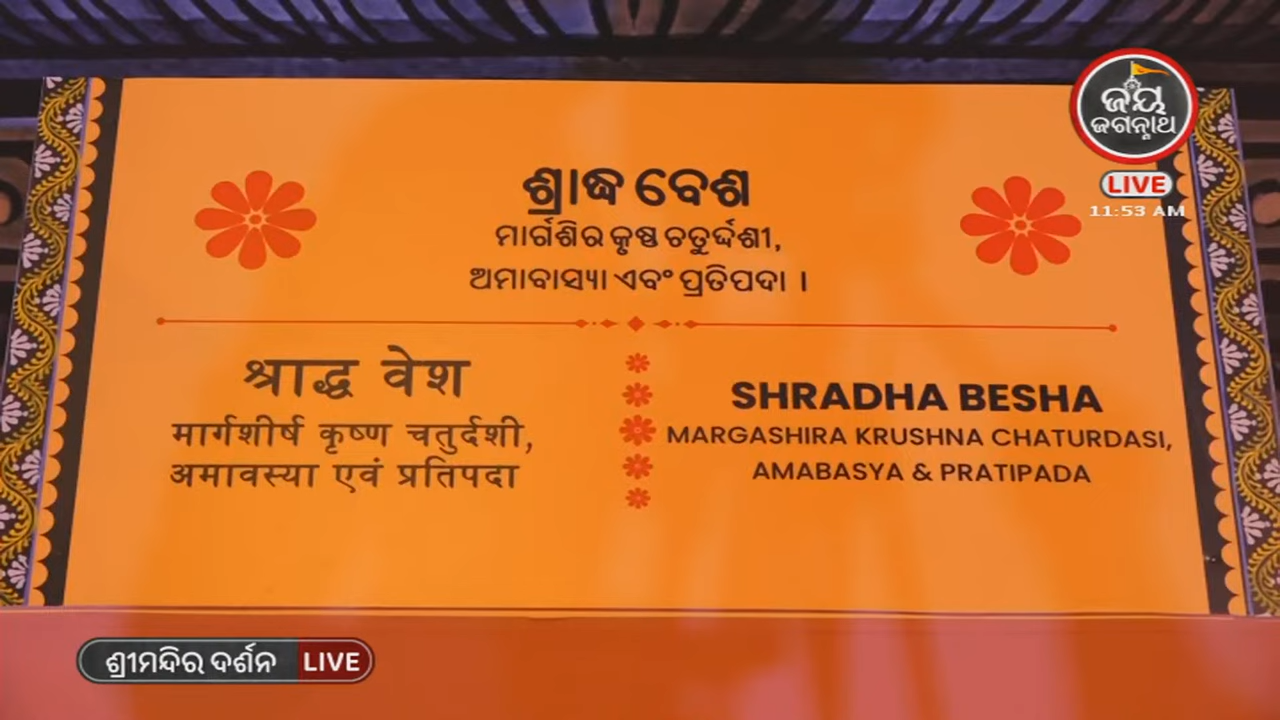 ଜୟ
ଜଗନ୍ନାଥ
LIVE
11:53 AM
ଶ୍ରାଦ୍ଧ ବେଶ
ମାର୍ଗଶିର କୃଷ୍ଣ ଚତୁର୍ଦ୍ଦଶୀ,
ଅମାବାସ୍ୟା ଏବଂ ପ୍ରତିପଦା ।
श्राद्ध वेश
मार्गशीर्ष कृष्ण चतुर्दशी,
अमावस्या एवं प्रतिपदा
SHRADHA BESHA
MARGASHIRA KRUSHNA CHATURDASI,
AMABASYA & PRATIPADA
ଶ୍ରୀମନ୍ଦିର ଦର୍ଶନ LIVE